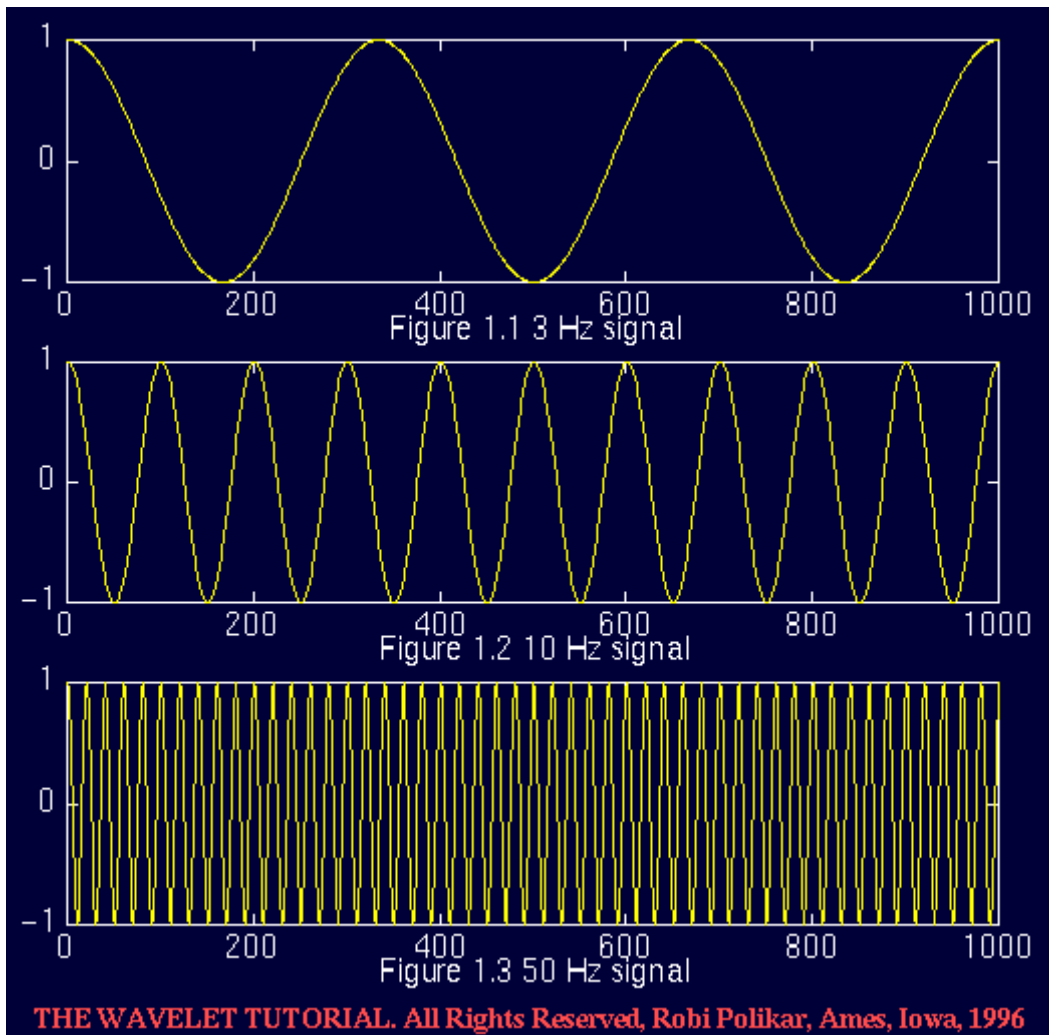 1
0
−1
0 200 400 600 800 1000
Figure 1.1 3 Hz signal
1
0
−1
0 200 400 600 800 1000
Figure 1.2 10 Hz signal
1
0
−1
0 200 400 600 800 1000
Figure 1.3 50 Hz signal
THE WAVELET TUTORIAL. All Rights Reserved, Robi Polikar, Ames, Iowa, 1996